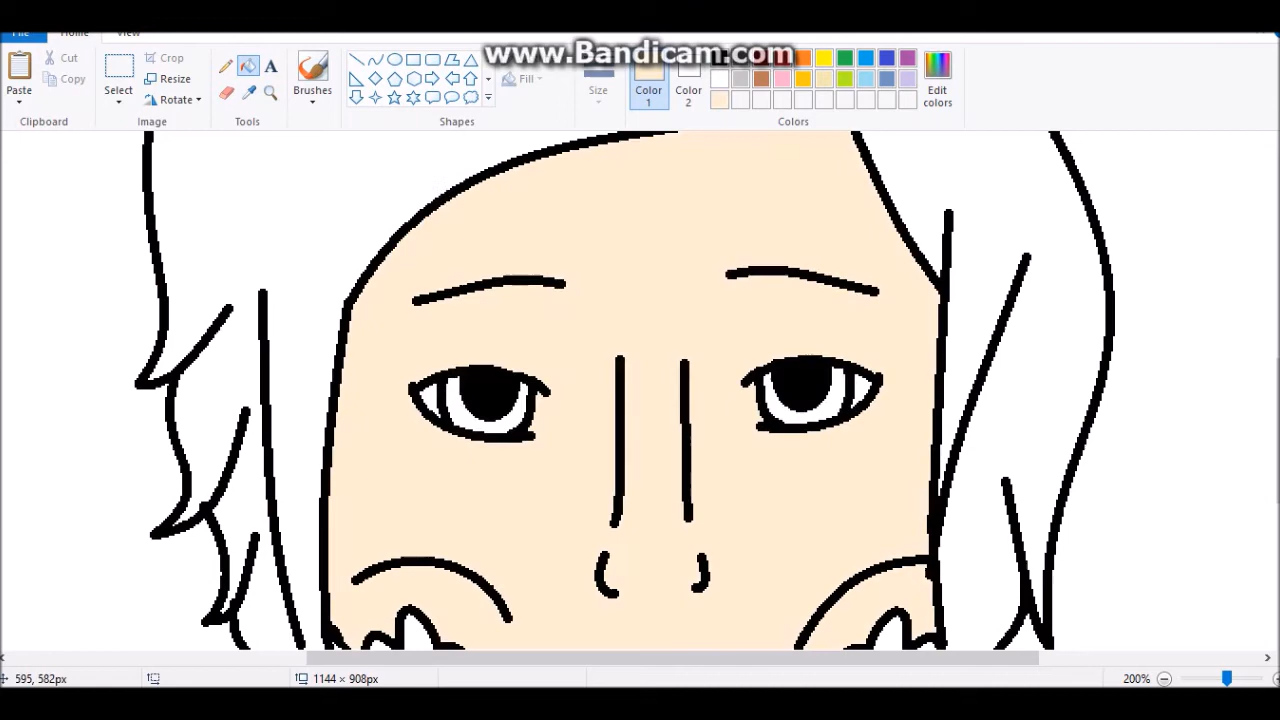 File Home View
www.Bandicam.com
Paste
Cut
Copy
Clipboard
Select
Crop
Resize
Rotate
Image
Tools
Brushes
Fill
Shapes
Size
Color
1
Color
2
Edit
colors
Colors
595, 582px
1144 × 908px
200%